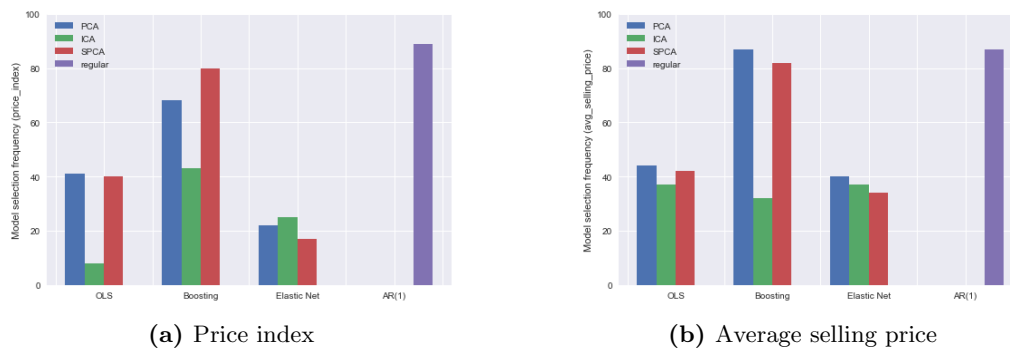 Model selection frequency (price_index)
100
80
60
40
20
0
PCA
ICA
SPCA
regular
OLS
Boosting
Elastic Net
AR(1)
(a) Price index
Model selection frequency (avg_selling_price)
100
80
60
40
20
0
PCA
ICA
SPCA
regular
OLS
Boosting
Elastic Net
AR(1)
(b) Average selling price